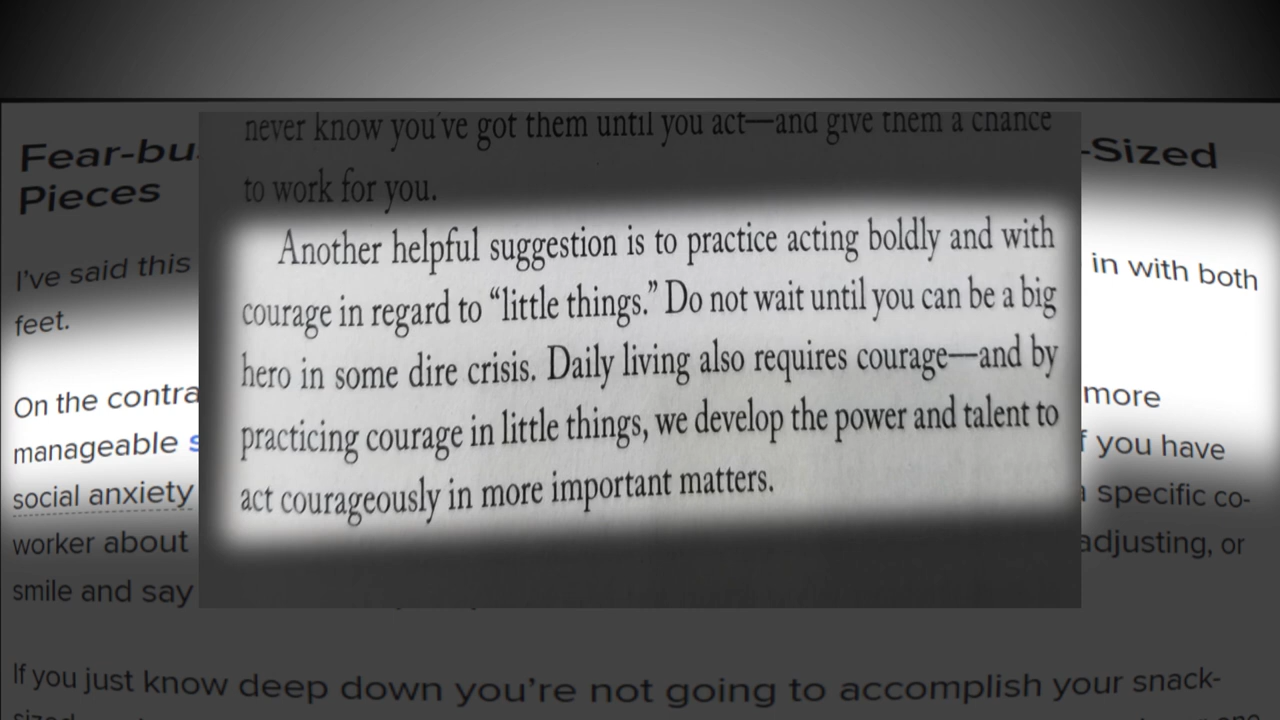 Fear-bu
-Sized
Pieces
I've said this
in with both
feet.
On the contra
more
manageable s
f you have
social anxiety
specific co-
worker about
adjusting, or
smile and say
If you just know deep down you're not going to accomplish your snack-
never know you've got them until you act—and give them a chance
to work for you.
Another helpful suggestion is to practice acting boldly and with
courage in regard to “little things.” Do not wait until you can be a big
hero in some dire crisis. Daily living also requires courage—and by
practicing courage in little things, we develop the power and talent to
act courageously in more important matters.